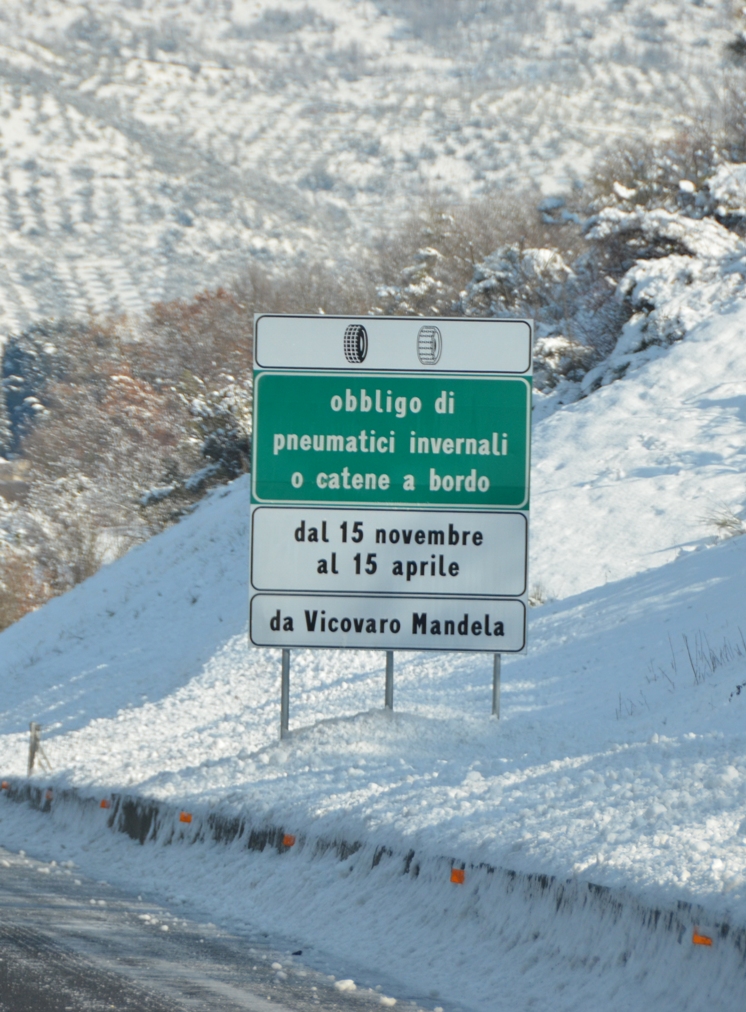 obbligo di
pneumatici invernali
o catene a bordo
dal 15 novembre
al 15 aprile
da Vicovaro Mandela